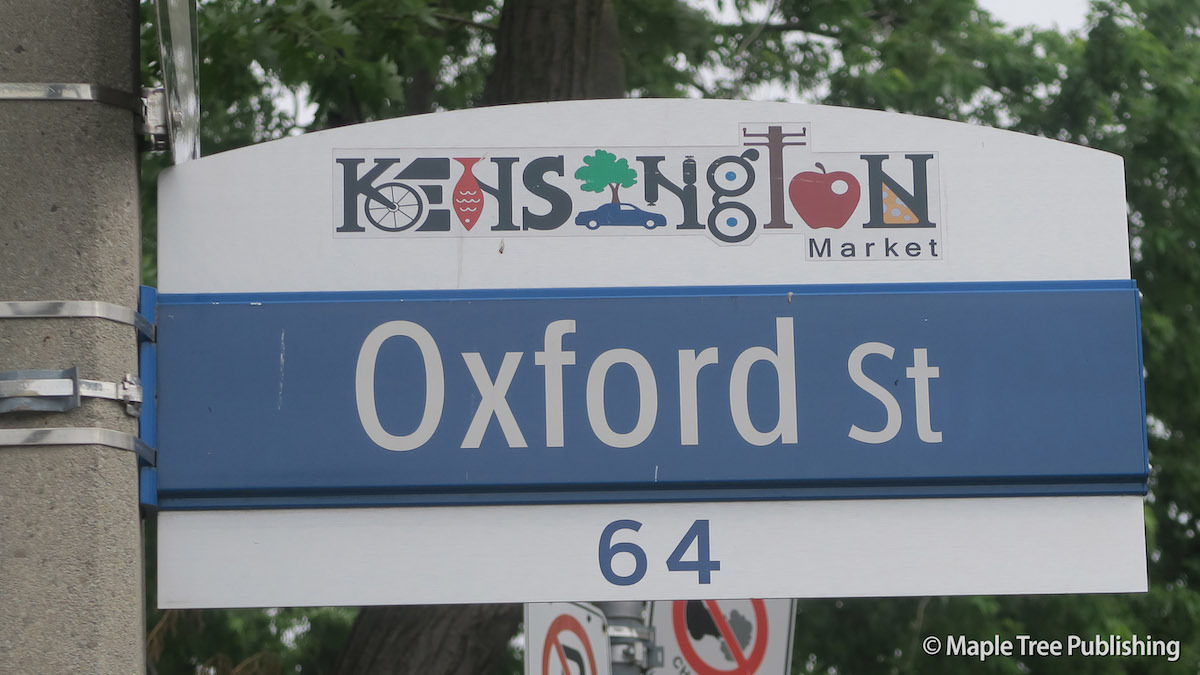 KENSINGTON
Market
Oxford St
64
© Maple Tree Publishing